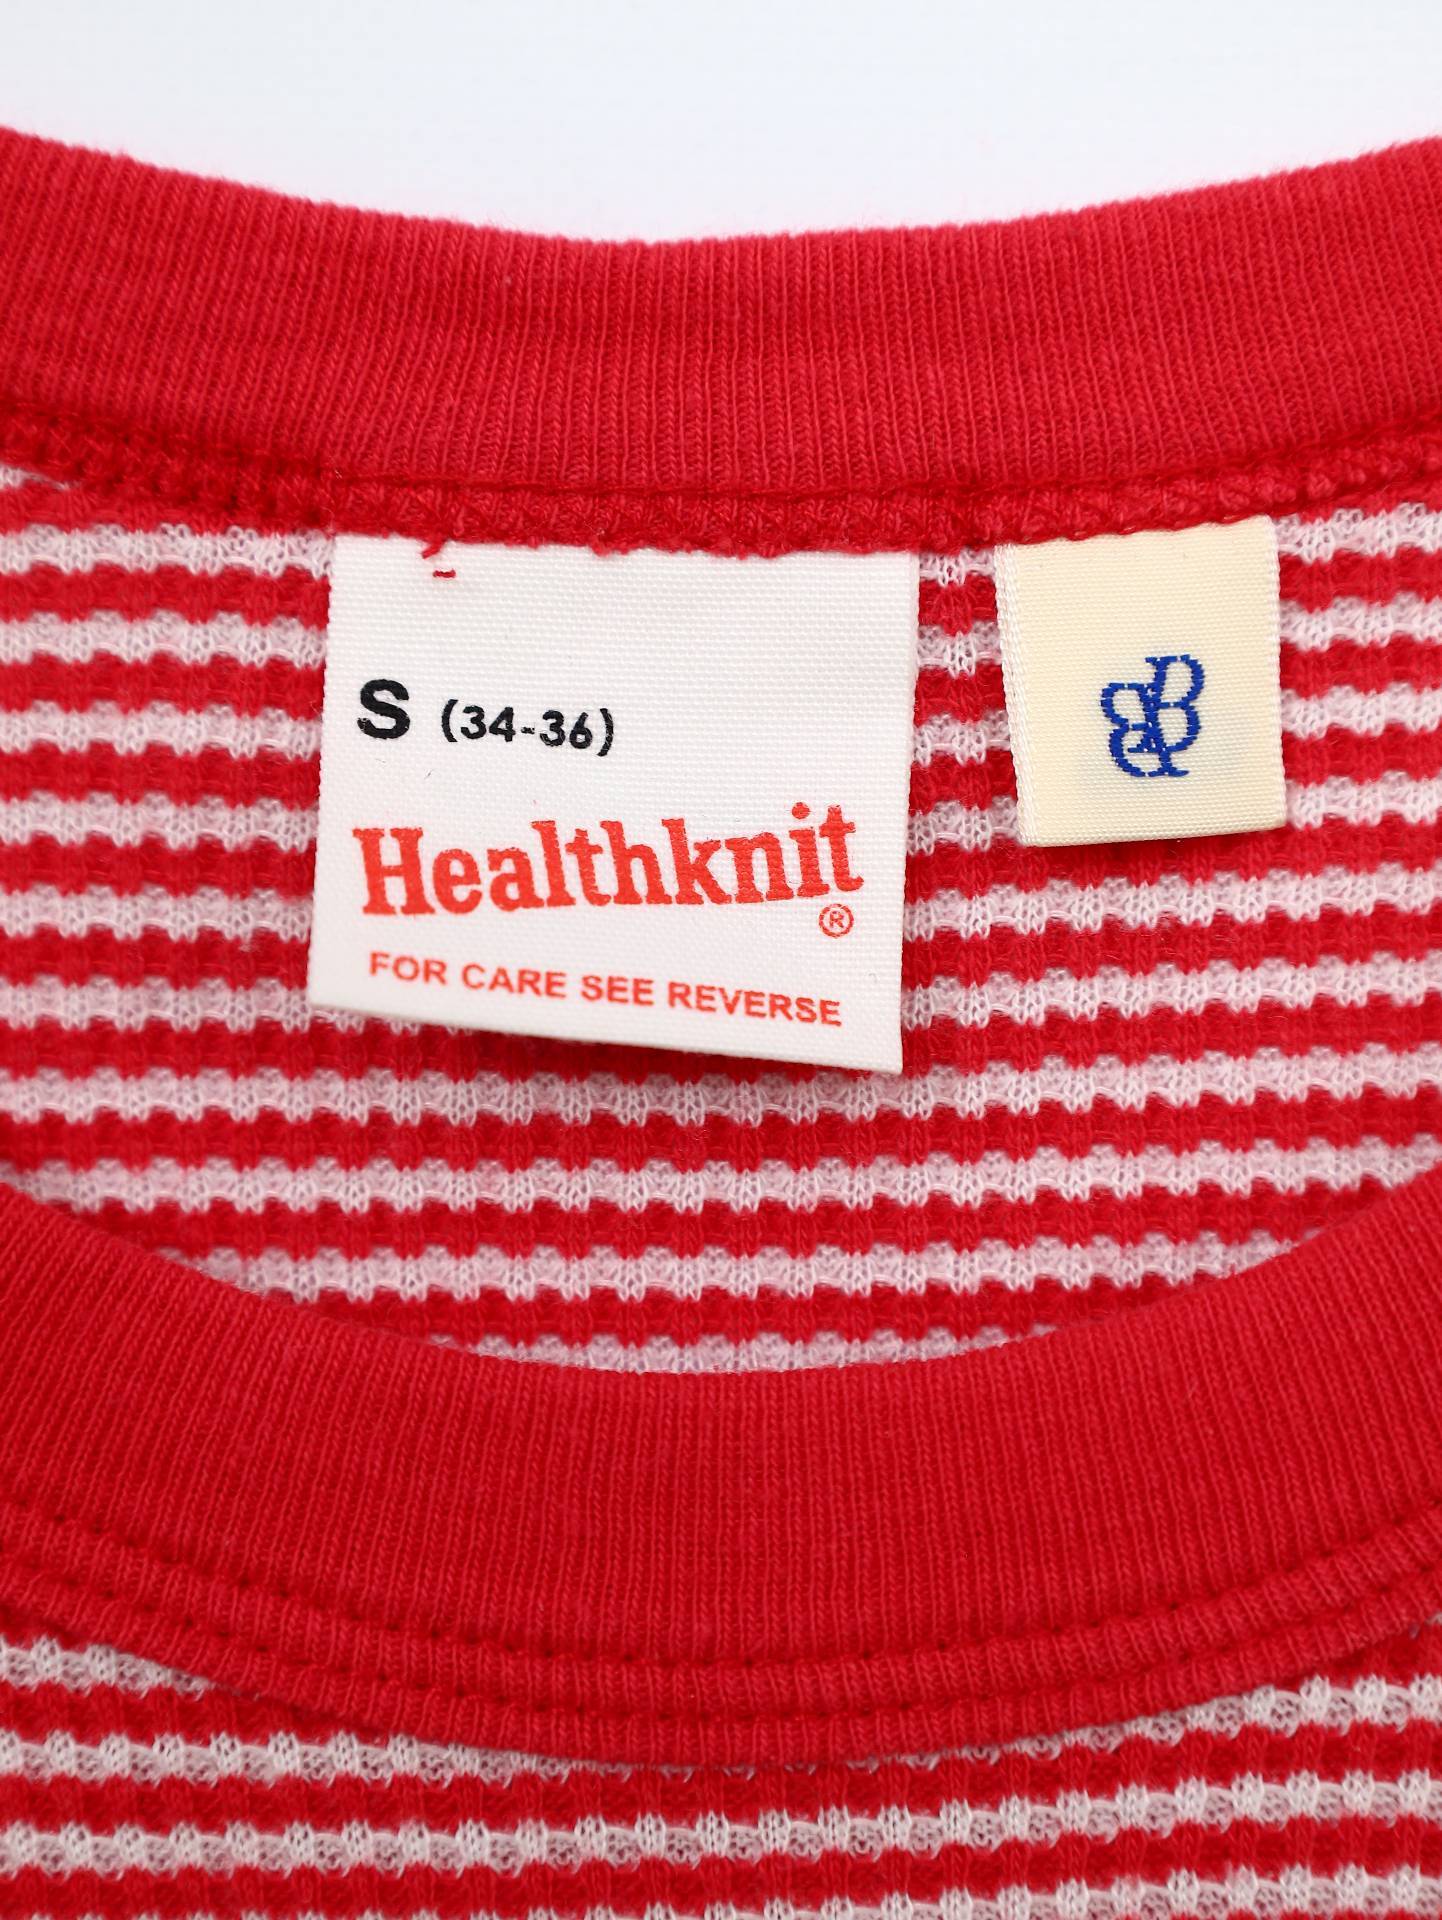 S (34-36)
Healthknit
®
FOR CARE SEE REVERSE